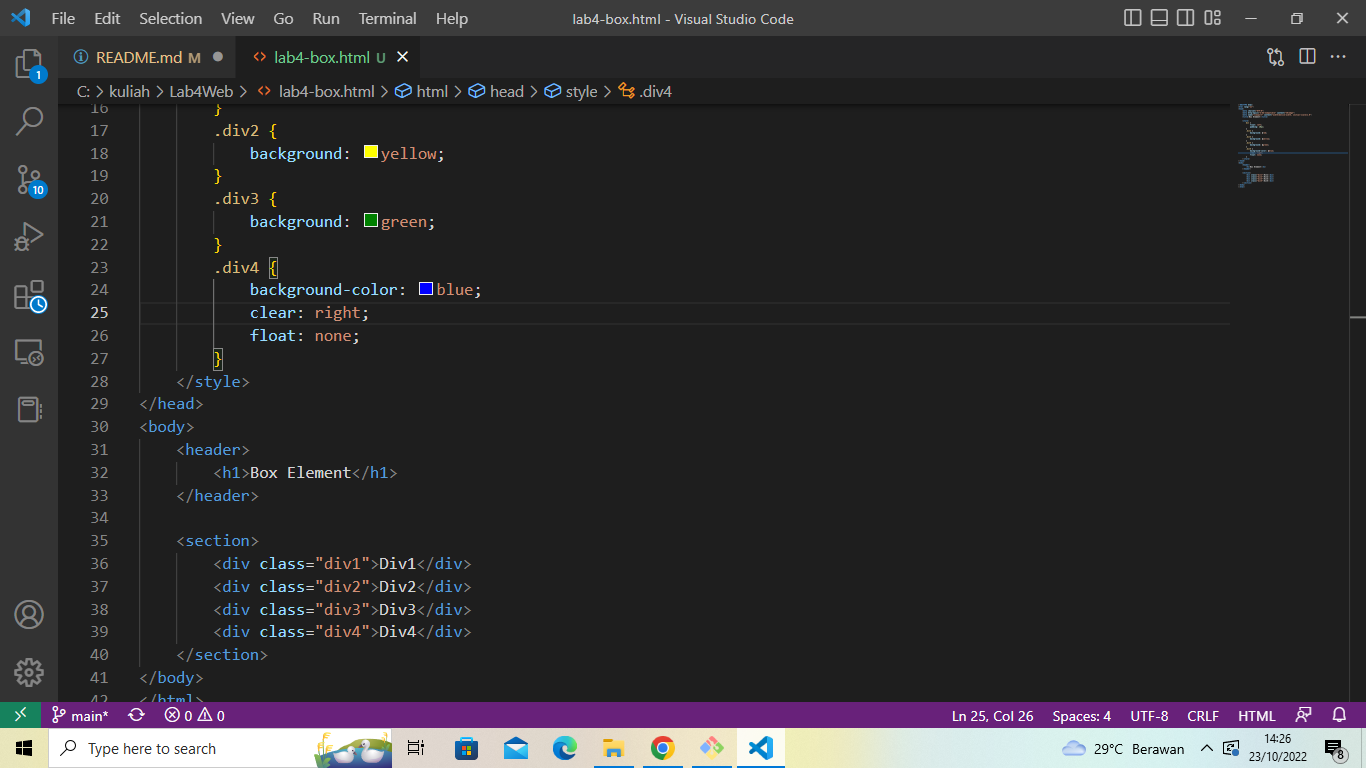 File Edit Selection View Go Run Terminal Help lab4-box.html - Visual Studio Code
README.md M lab4-box.html U
C: > kuliah > Lab4Web > lab4-box.html > html > head > style > .div4
1
10
16 }
17 .div2 {
18 background: yellow;
19 }
20 .div3 {
21 background: green;
22 }
23 .div4 {
24 background-color: blue;
25 clear: right;
26 float: none;
27 }
28 </style>
29 </head>
30 <body>
31 <header>
32 <h1>Box Element</h1>
33 </header>
34
35 <section>
36 <div class="div1">Div1</div>
37 <div class="div2">Div2</div>
38 <div class="div3">Div3</div>
39 <div class="div4">Div4</div>
40 </section>
41 </body>
42 </html>
main* 0 0 Ln 25, Col 26 Spaces: 4 UTF-8 CRLF HTML
Type here to search 29°C Berawan 14:26
23/10/2022 8